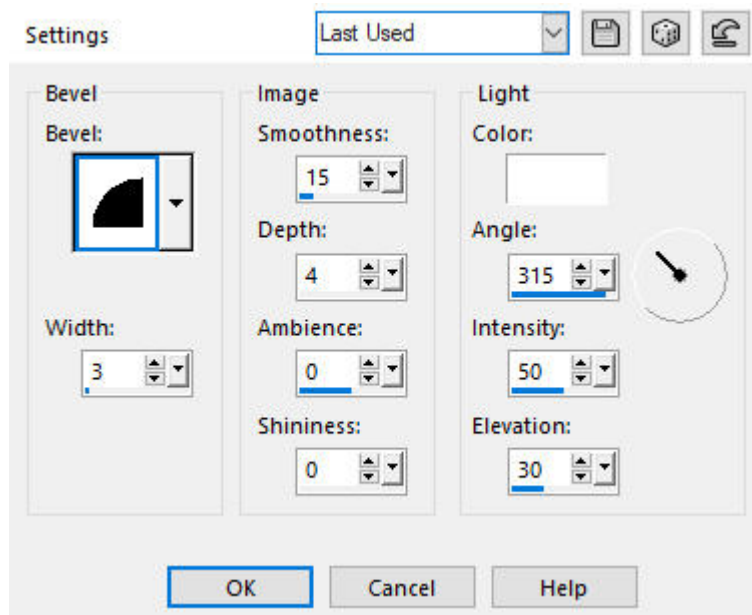 Settings
Last Used
Bevel
Bevel:
Width:
3
Image
Smoothness:
15
Depth:
4
Ambience:
0
Shininess:
0
Light
Color:
Angle:
315
Intensity:
50
Elevation:
30
OK
Cancel
Help